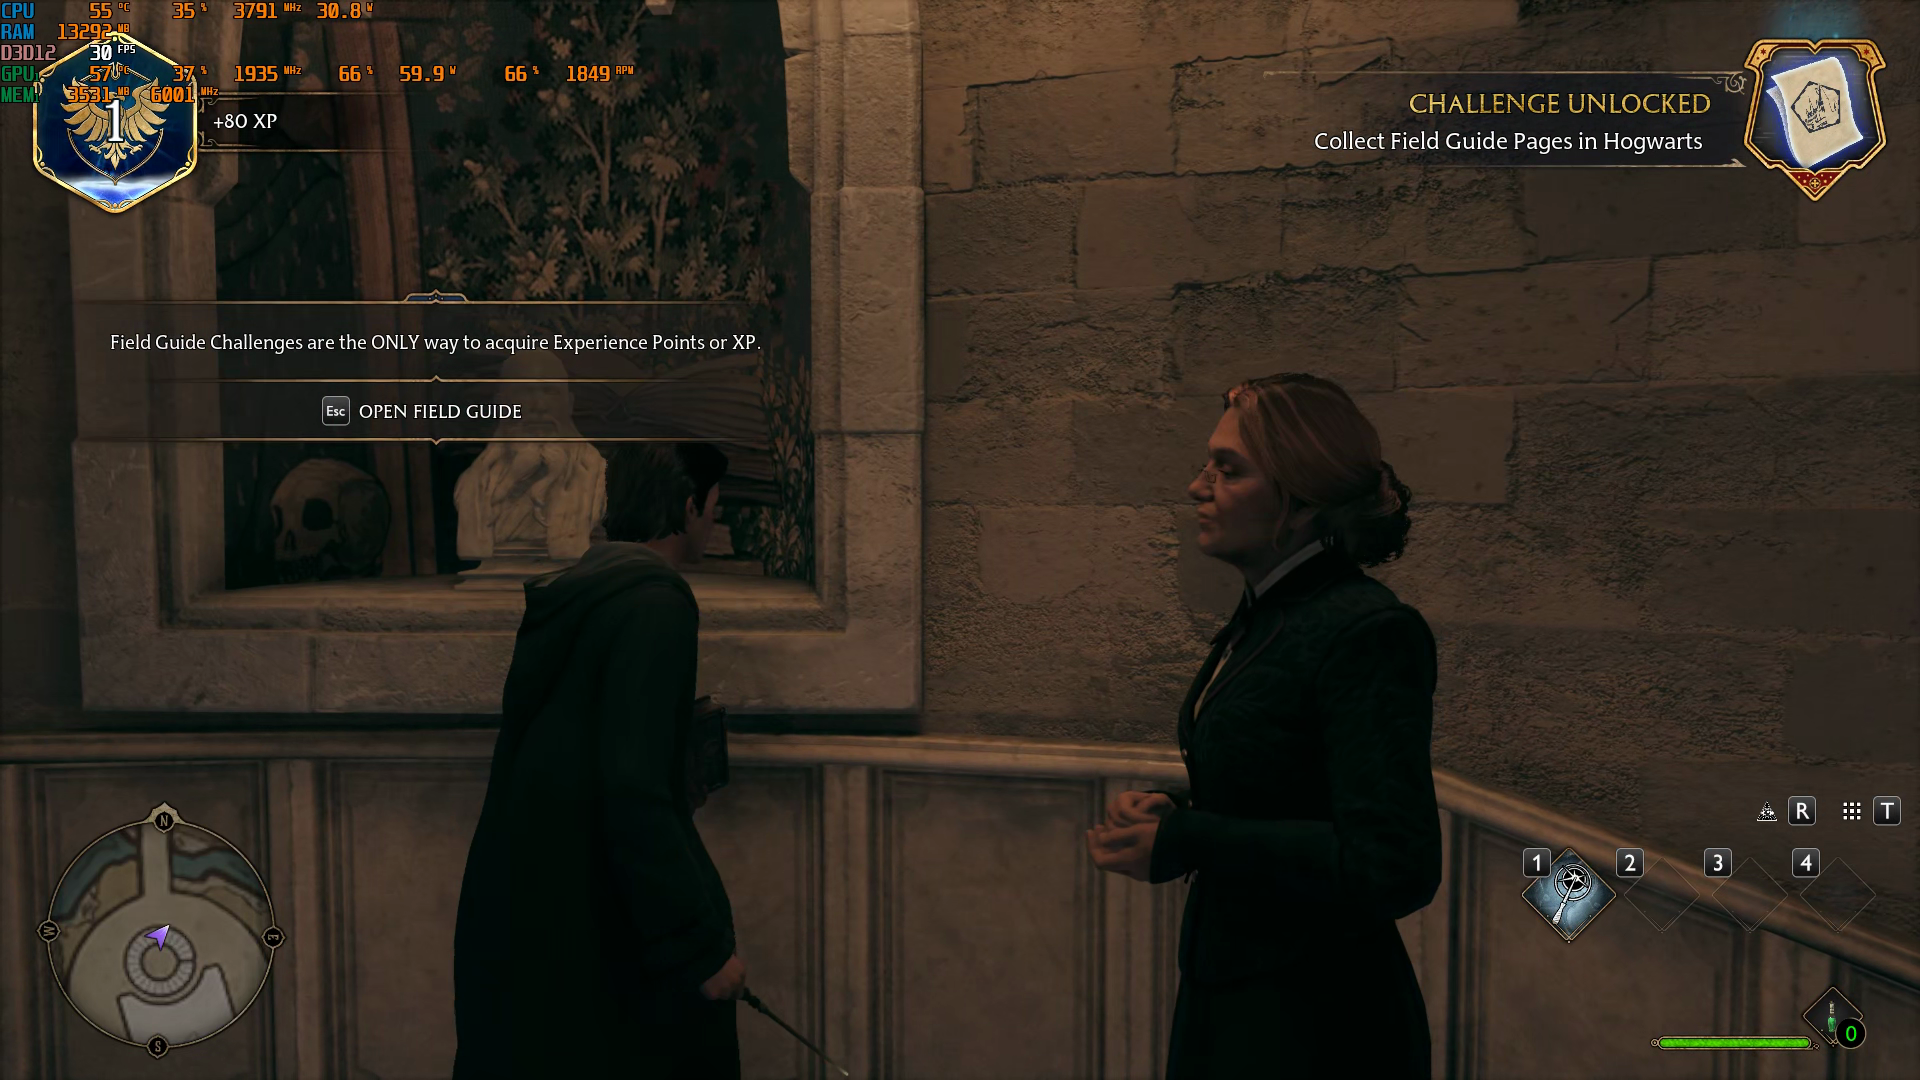 CPU 55 °C 35 % 3791 MHz 30.8 W
RAM 13292 MB
D3D12 30 FPS
GPU 57 °C 37 % 1935 MHz 66 % 59.9 W 66 % 1849 RPM
MEM 3531 MB 6001 MHz
1
+80 XP
CHALLENGE UNLOCKED
Collect Field Guide Pages in Hogwarts
Field Guide Challenges are the ONLY way to acquire Experience Points or XP.
Esc OPEN FIELD GUIDE
N
W
E
S
R T
1 2 3 4
0